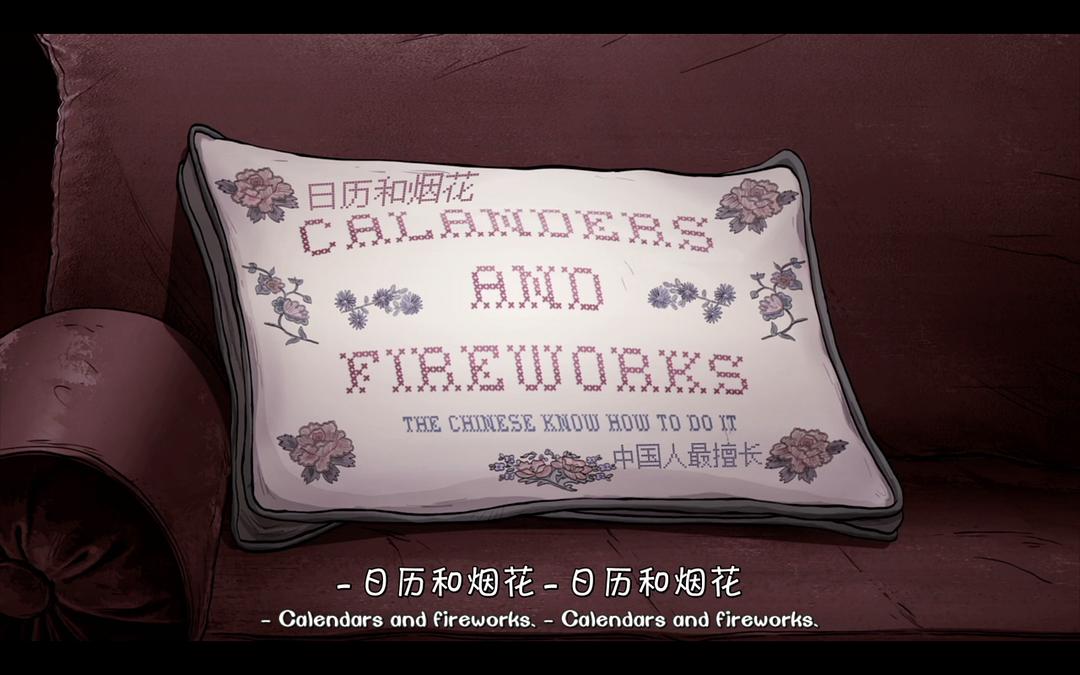 日历和烟花
CALANDERS
AND
FIREWORKS
THE CHINESE KNOW HOW TO DO IT
中国人最擅长
-日历和烟花-日历和烟花
- Calendars and fireworks. - Calendars and fireworks.